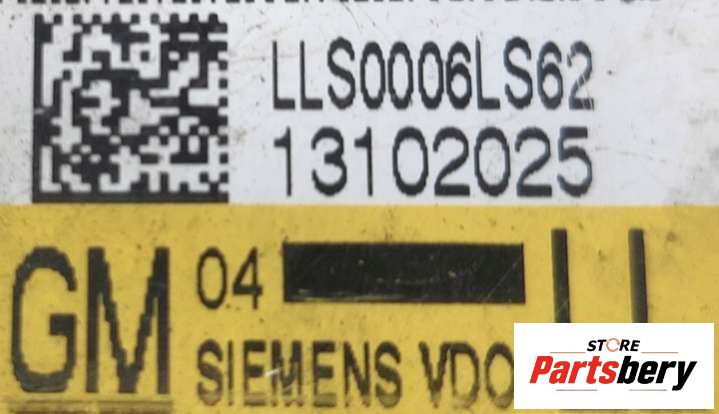 LLS0006LS62
13102025
GM 04
SIEMENS VDO
STORE
Partsbery